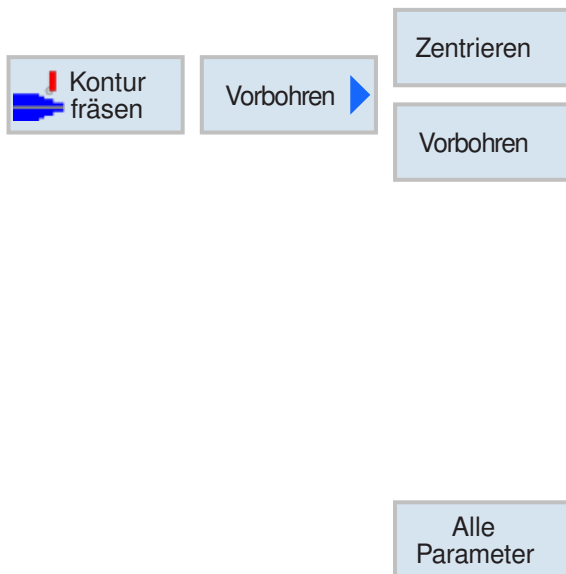 Kontur
fräsen
Vorbohren
Zentrieren
Vorbohren
Alle
Parameter